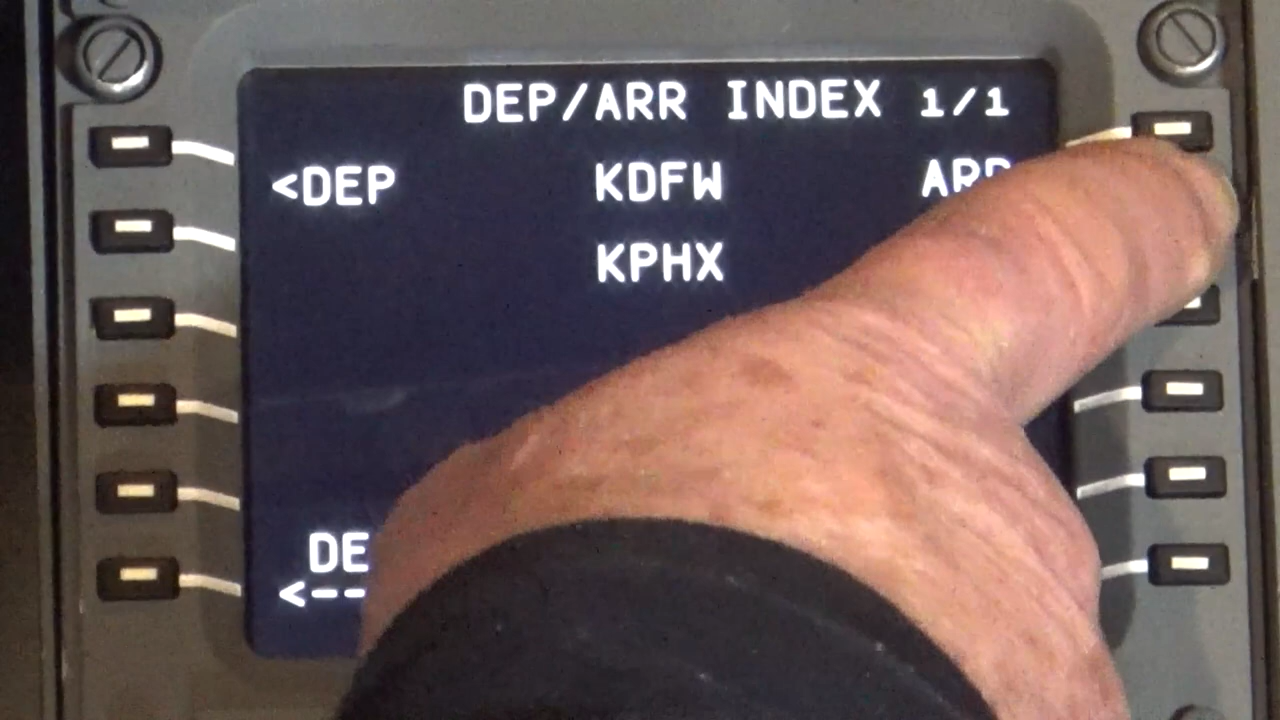 DEP/ARR INDEX 1/1
<DEP KDFW ARR
KPHX
DE
<--